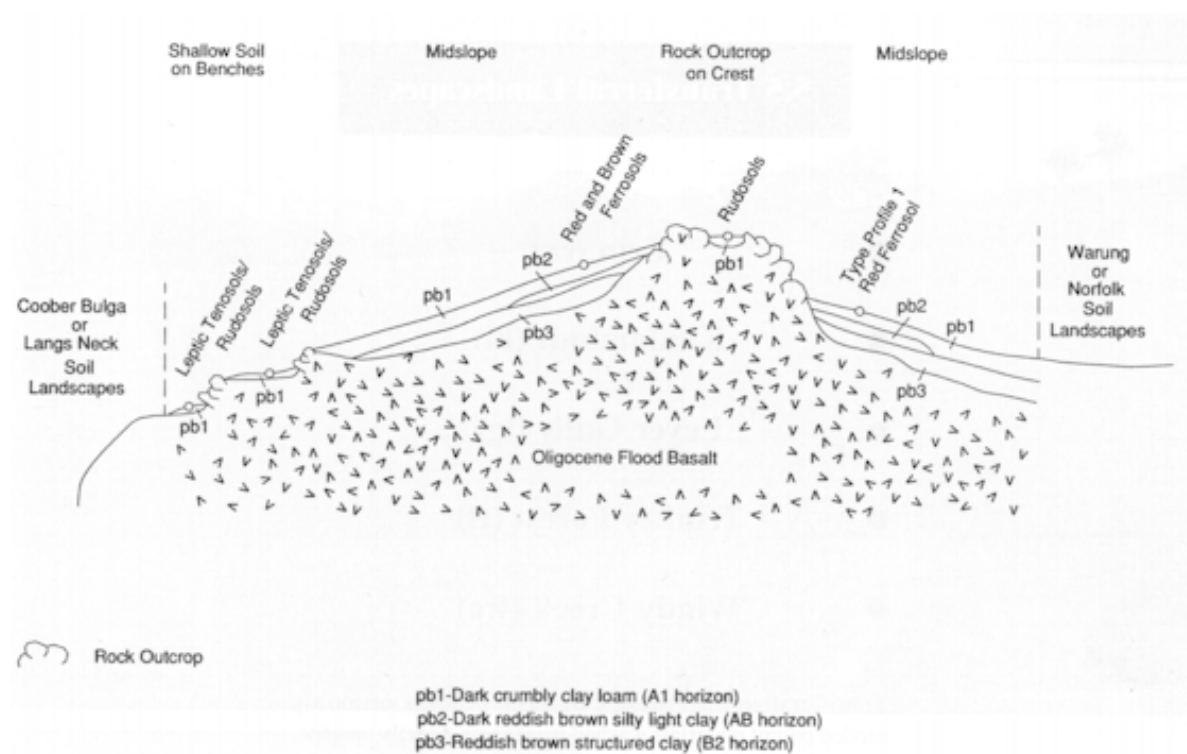 Shallow Soil
on Benches
Midslope
Rock Outcrop
on Crest
Midslope
Leptic Tenosols/
Rudosols
Leptic Tenosols/
Rudosols
Red and Brown
Ferrosols
Rudosols
Type Profile 1
Red Ferrosol
Coober Bulga
or
Langs Neck
Soil
Landscapes
Warung
or
Norfolk
Soil
Landscapes
pb1
pb1
pb1
pb2
pb3
pb1
pb2
pb1
pb3
Oligocene Flood Basalt
Rock Outcrop
pb1-Dark crumbly clay loam (A1 horizon)
pb2-Dark reddish brown silty light clay (AB horizon)
pb3-Reddish brown structured clay (B2 horizon)